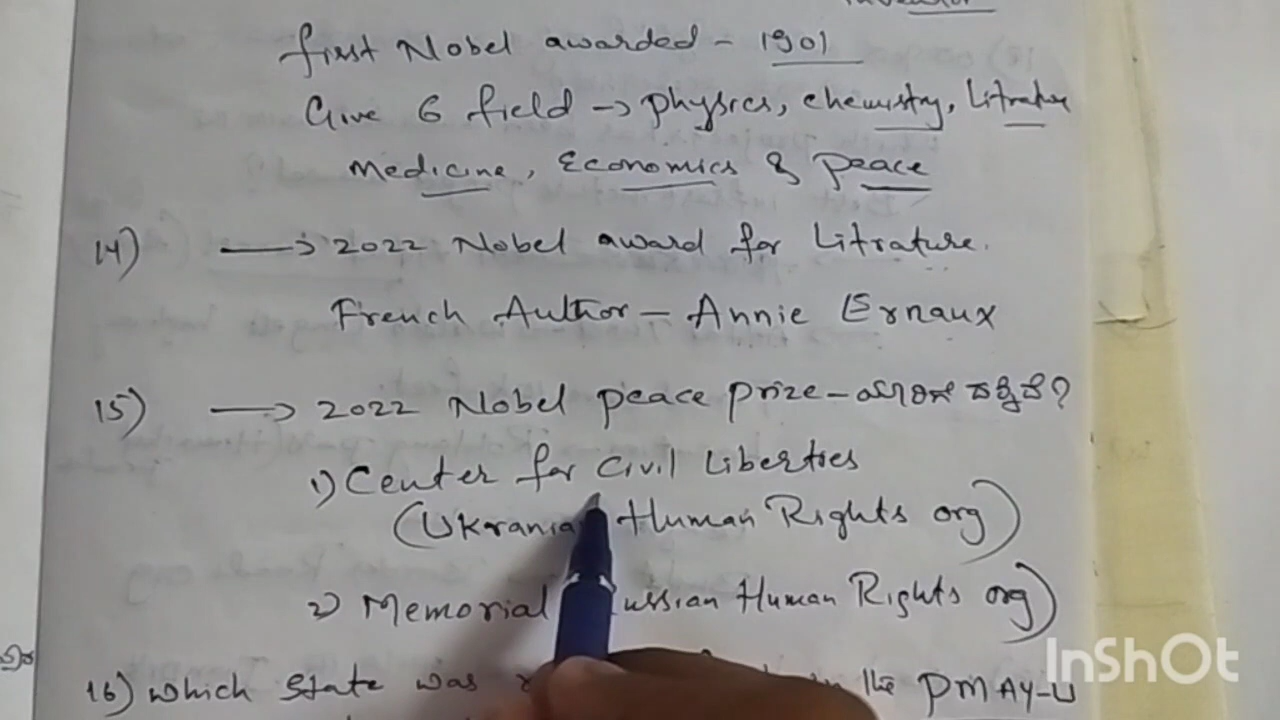 first Nobel awarded - 1901
Give 6 field → physics, chemistry, Litrature
Medicine, Economics & peace
14) → 2022 Nobel award for Litrature.
French Author - Annie Ernaux
15) → 2022 Nobel peace prize -
1) Center for Civil Liberties
(Ukranian Human Rights org)
2) Memorial Human Rights org)
16) which state was the PMAY-U
InShOt